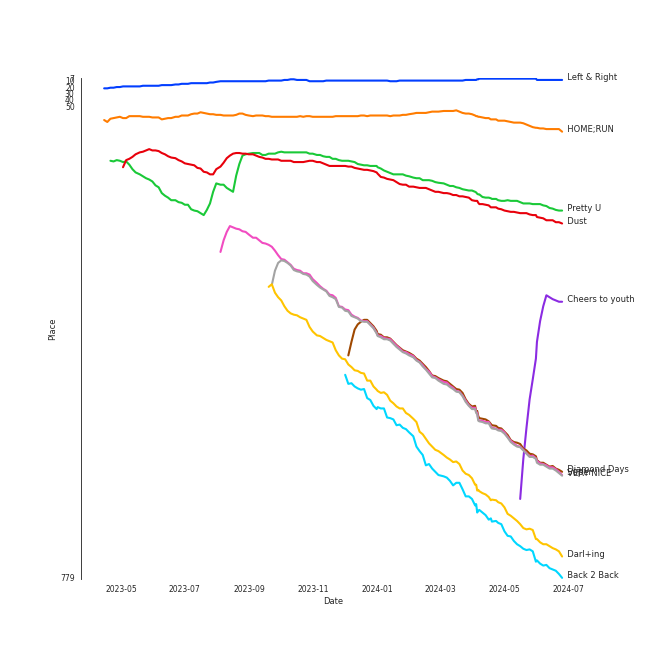 Left & Right
10
20
30
40
50
HOME;RUN
Pretty U
Dust
Cheers to youth
Place
Diamond Days
VERY NICE
Darl+ing
779
Back 2 Back
2023-05
2023-07
2023-09
2023-11
2024-01
2024-03
2024-05
2024-07
Date